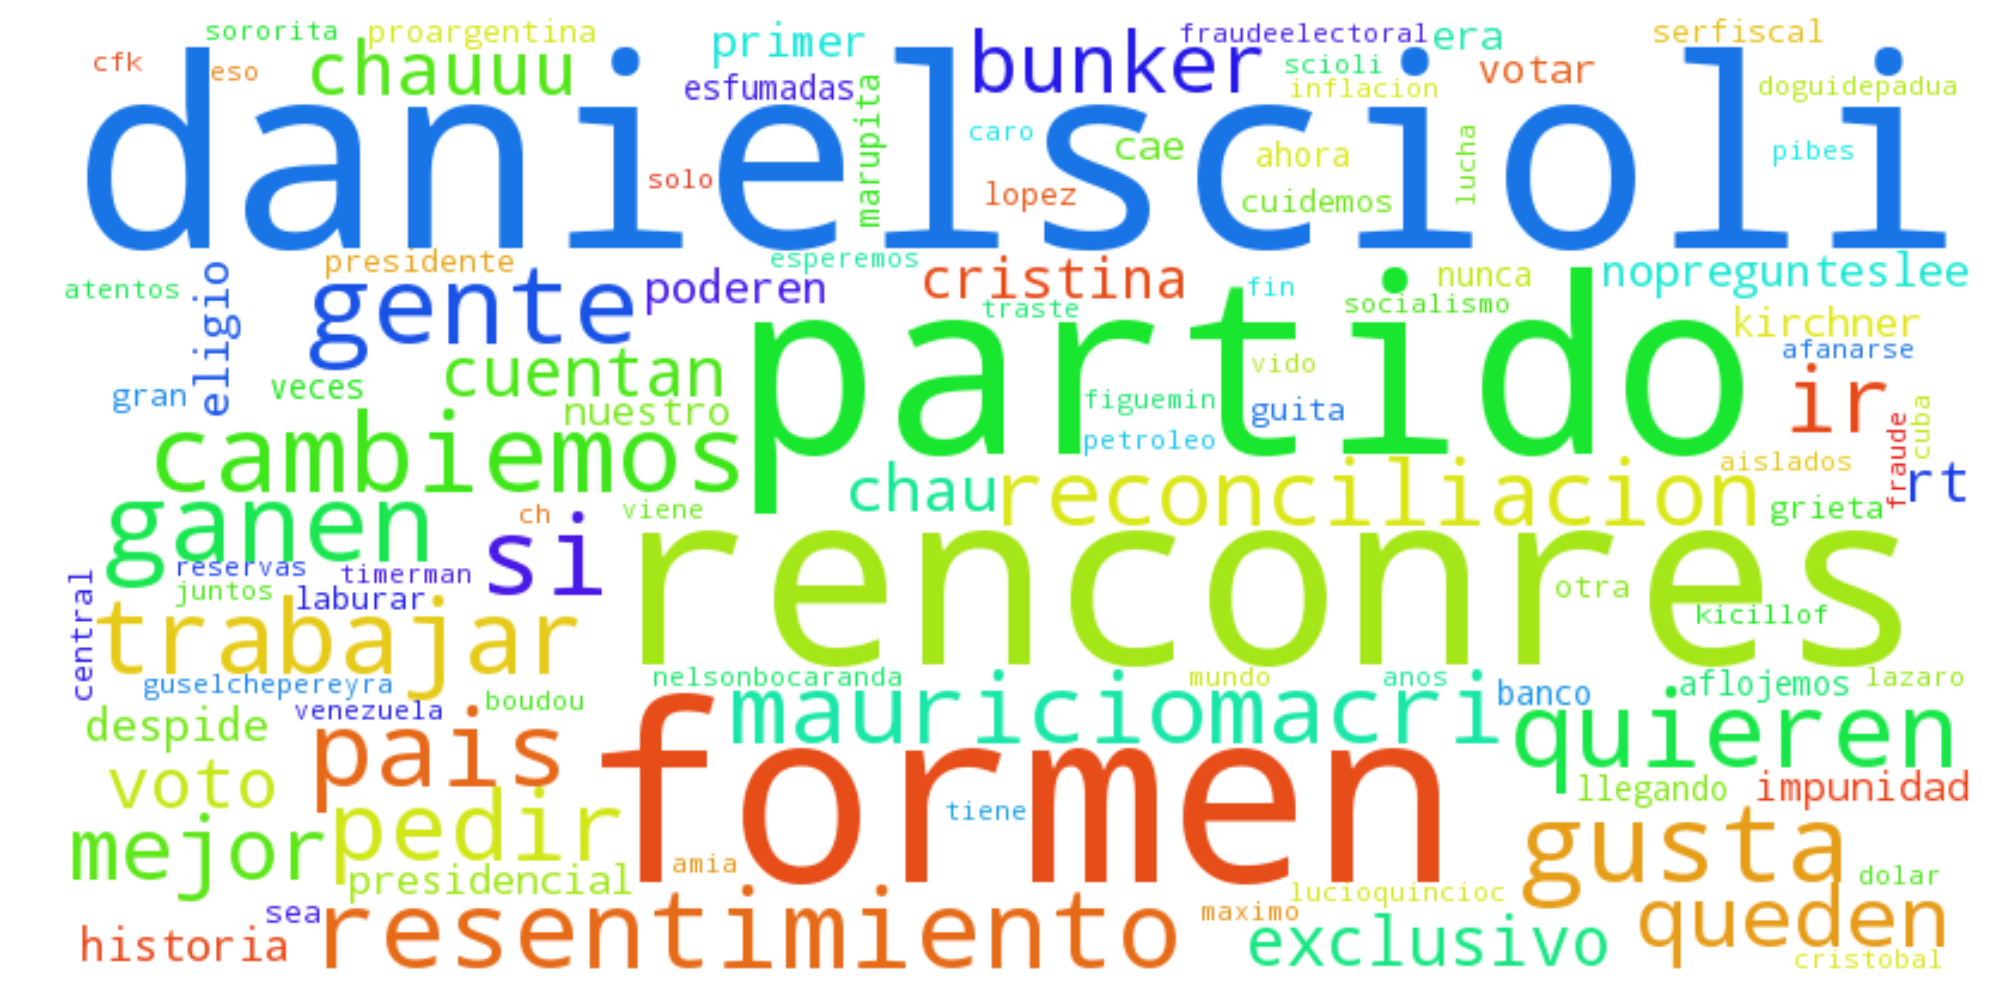 sororita
proargentina
primer
fraudeelectoral
era
serfiscal
cfk
eso
chauuu
esfumadas
bunker
scioli
votar
inflacion
doguidepadua
danielscioli
marupita
caro
cae
ahora
lucha
pibes
solo
lopez
cuidemos
presidente
esperemos
cristina
nunca
nopregunteslee
atentos
eligio
gente
poderen
traste
fin
socialismo
kirchner
partido
cuentan
vido
afanarse
gran
veces
nuestro
figuemin
guita
ir
petroleo
fraude
cuba
cambiemos
chau
reconciliacion
aislados
rt
ganen
ch
viene
grieta
si
renconres
reservas
timerman
juntos
laburar
otra
central
trabajar
kicillof
guselchepereyra
nelsonbocaranda
mundo
anos
banco
aflojemos
lazaro
despide
venezuela
boudou
mauriciomacri
quieren
pais
formen
voto
llegando
impunidad
mejor
pedir
tiene
gusta
presidencial
amia
dolar
historia
sea
resentimiento
maximo
lucioquincioc
exclusivo
queden
cristobal